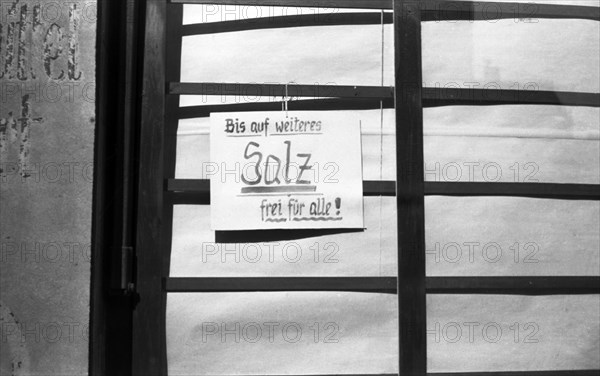 Bis auf weiteres
Salz
frei für alle!